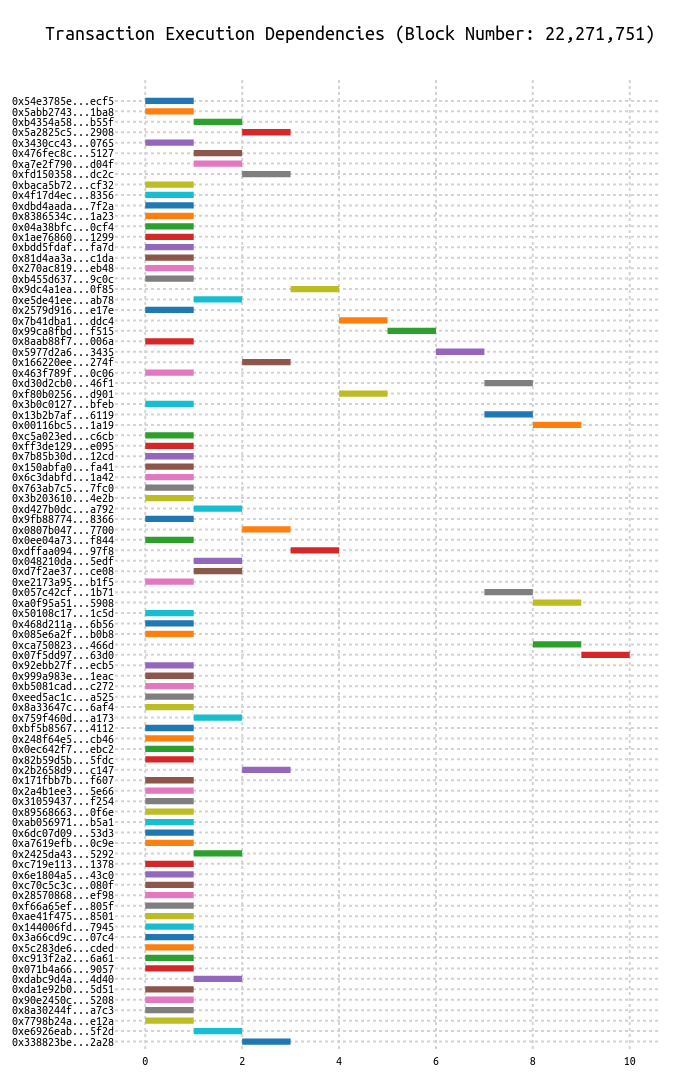 Transaction Execution Dependencies (Block Number: 22,271,751)
0x54e3785e...ecf5
0x5abb2743...1ba8
0xb4354a58...b55f
0x5a2825c5...2908
0x3430cc43...0765
0x476fec8c...5127
0xa7e2f790...d04f
0xfd150358...dc2c
0xbaca5b72...cf32
0x4f17d4ec...8356
0xdbd4aada...7f2a
0x8386534c...1a23
0x04a38bfc...0cf4
0x1ae76860...1299
0xbdd5fdaf...fa7d
0x81d4aa3a...c1da
0x270ac819...eb48
0xb455d637...9c0c
0x9dc4a1ea...0f85
0xe5de41ee...ab78
0x2579d916...e17e
0x7b41dba1...ddc4
0x99ca8fbd...f515
0x8aab88f7...006a
0x5977d2a6...3435
0x166220ee...274f
0x463f789f...0c06
0xd30d2cb0...46f1
0xf80b0256...d901
0x3b0c0127...bfeb
0x13b2b7af...6119
0x00116bc5...1a19
0xc5a023ed...c6cb
0xff3de129...e095
0x7b85b30d...12cd
0x150abfa0...fa41
0x6c3dabfd...1a42
0x763ab7c5...7fc0
0x3b203610...4e2b
0xd427b0dc...a792
0x9fb88774...8366
0x0807b047...7700
0x0ee04a73...f844
0xdffaa094...97f8
0x048210da...5edf
0xd7f2ae37...ce08
0xe2173a95...b1f5
0x057c42cf...1b71
0xa0f95a51...5908
0x50108c17...1c5d
0x468d211a...6b56
0x085e6a2f...b0b8
0xca750823...466d
0x07f5dd97...63d0
0x92ebb27f...ecb5
0x999a983e...1eac
0xb5081cad...c272
0xeed5ac1c...a525
0x8a33647c...6af4
0x759f460d...a173
0xbf5b8567...4112
0x248f64e5...cb46
0x0ec642f7...ebc2
0x82b59d5b...5fdc
0x2b2658d9...c147
0x171fbb7b...f607
0x2a4b1ee3...5e66
0x31059437...f254
0x89568663...0f6e
0xab056971...b5a1
0x6dc07d09...53d3
0xa7619efb...0c9e
0x2425da43...5292
0xc719e113...1378
0x6e1804a5...43c0
0xc70c5c3c...080f
0x28570868...ef98
0xf66a65ef...805f
0xae41f475...8501
0x144006fd...7945
0x3a66cd9c...07c4
0x5c283de6...cded
0xc913f2a2...6a61
0x071b4a66...9057
0xdabc9d4a...4d40
0xda1e92b0...5d51
0x90e2450c...5208
0x8a30244f...a7c3
0x7798b24a...e12a
0xe6926eab...5f2d
0x338823be...2a28
0 2 4 6 8 10